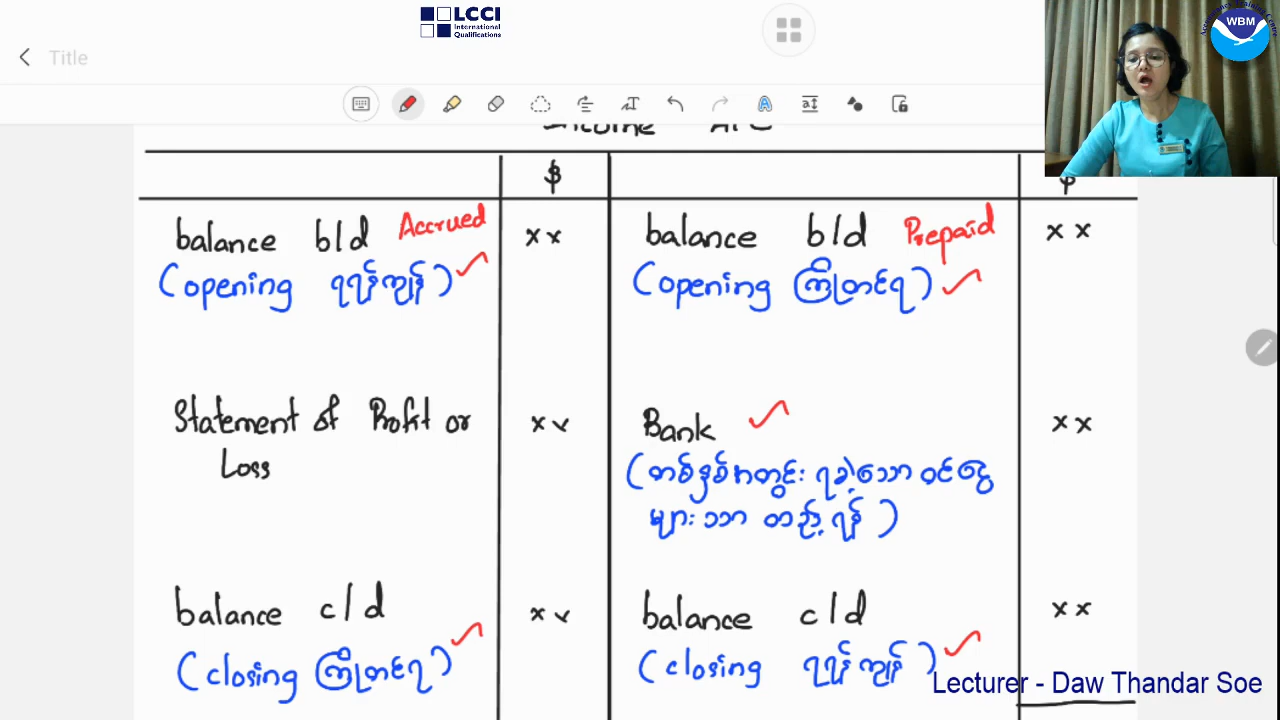 LCCI
International
Qualifications
WBM
Title
Income A/C
$ $
balance b/d Accrued xx balance b/d Prepaid xx
(opening ရရန်ကျန်) (opening ကြိုတင်ရ)
Statement of Profit or xx Bank xx
Loss (တစ်နှစ်အတွင်း ရခဲ့သော ဝင်ငွေ
များသာ တည့်ရန်)
balance c/d xx balance c/d xx
(closing ကြိုတင်ရ) (closing ရရန်ကျန်)
Lecturer - Daw Thandar Soe